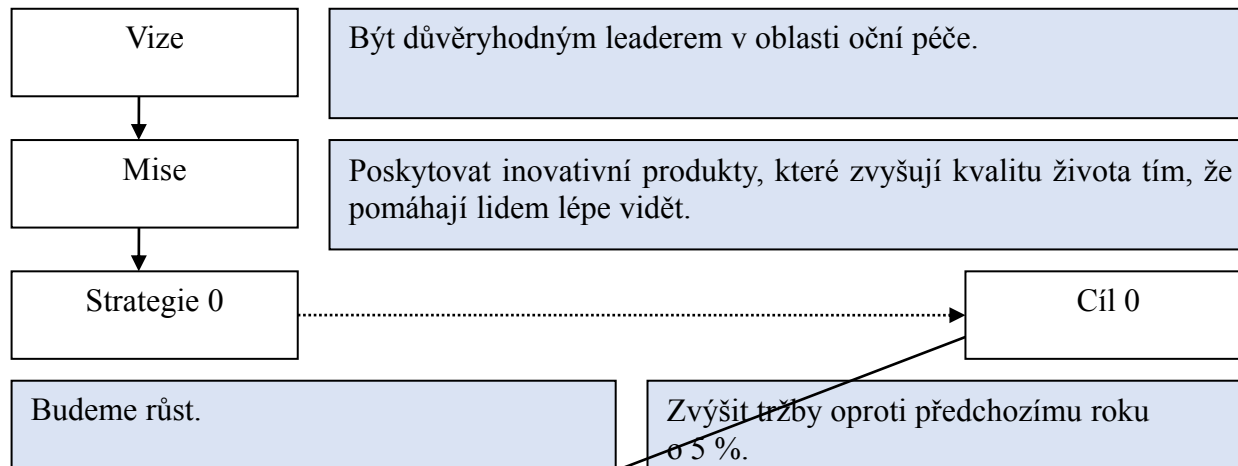 Vize
Být důvěryhodným leaderem v oblasti oční péče.
Mise
Poskytovat inovativní produkty, které zvyšují kvalitu života tím, že
pomáhají lidem lépe vidět.
Strategie 0
Cíl 0
Budeme růst.
Zvýšit tržby oproti předchozímu roku
o 5 %.